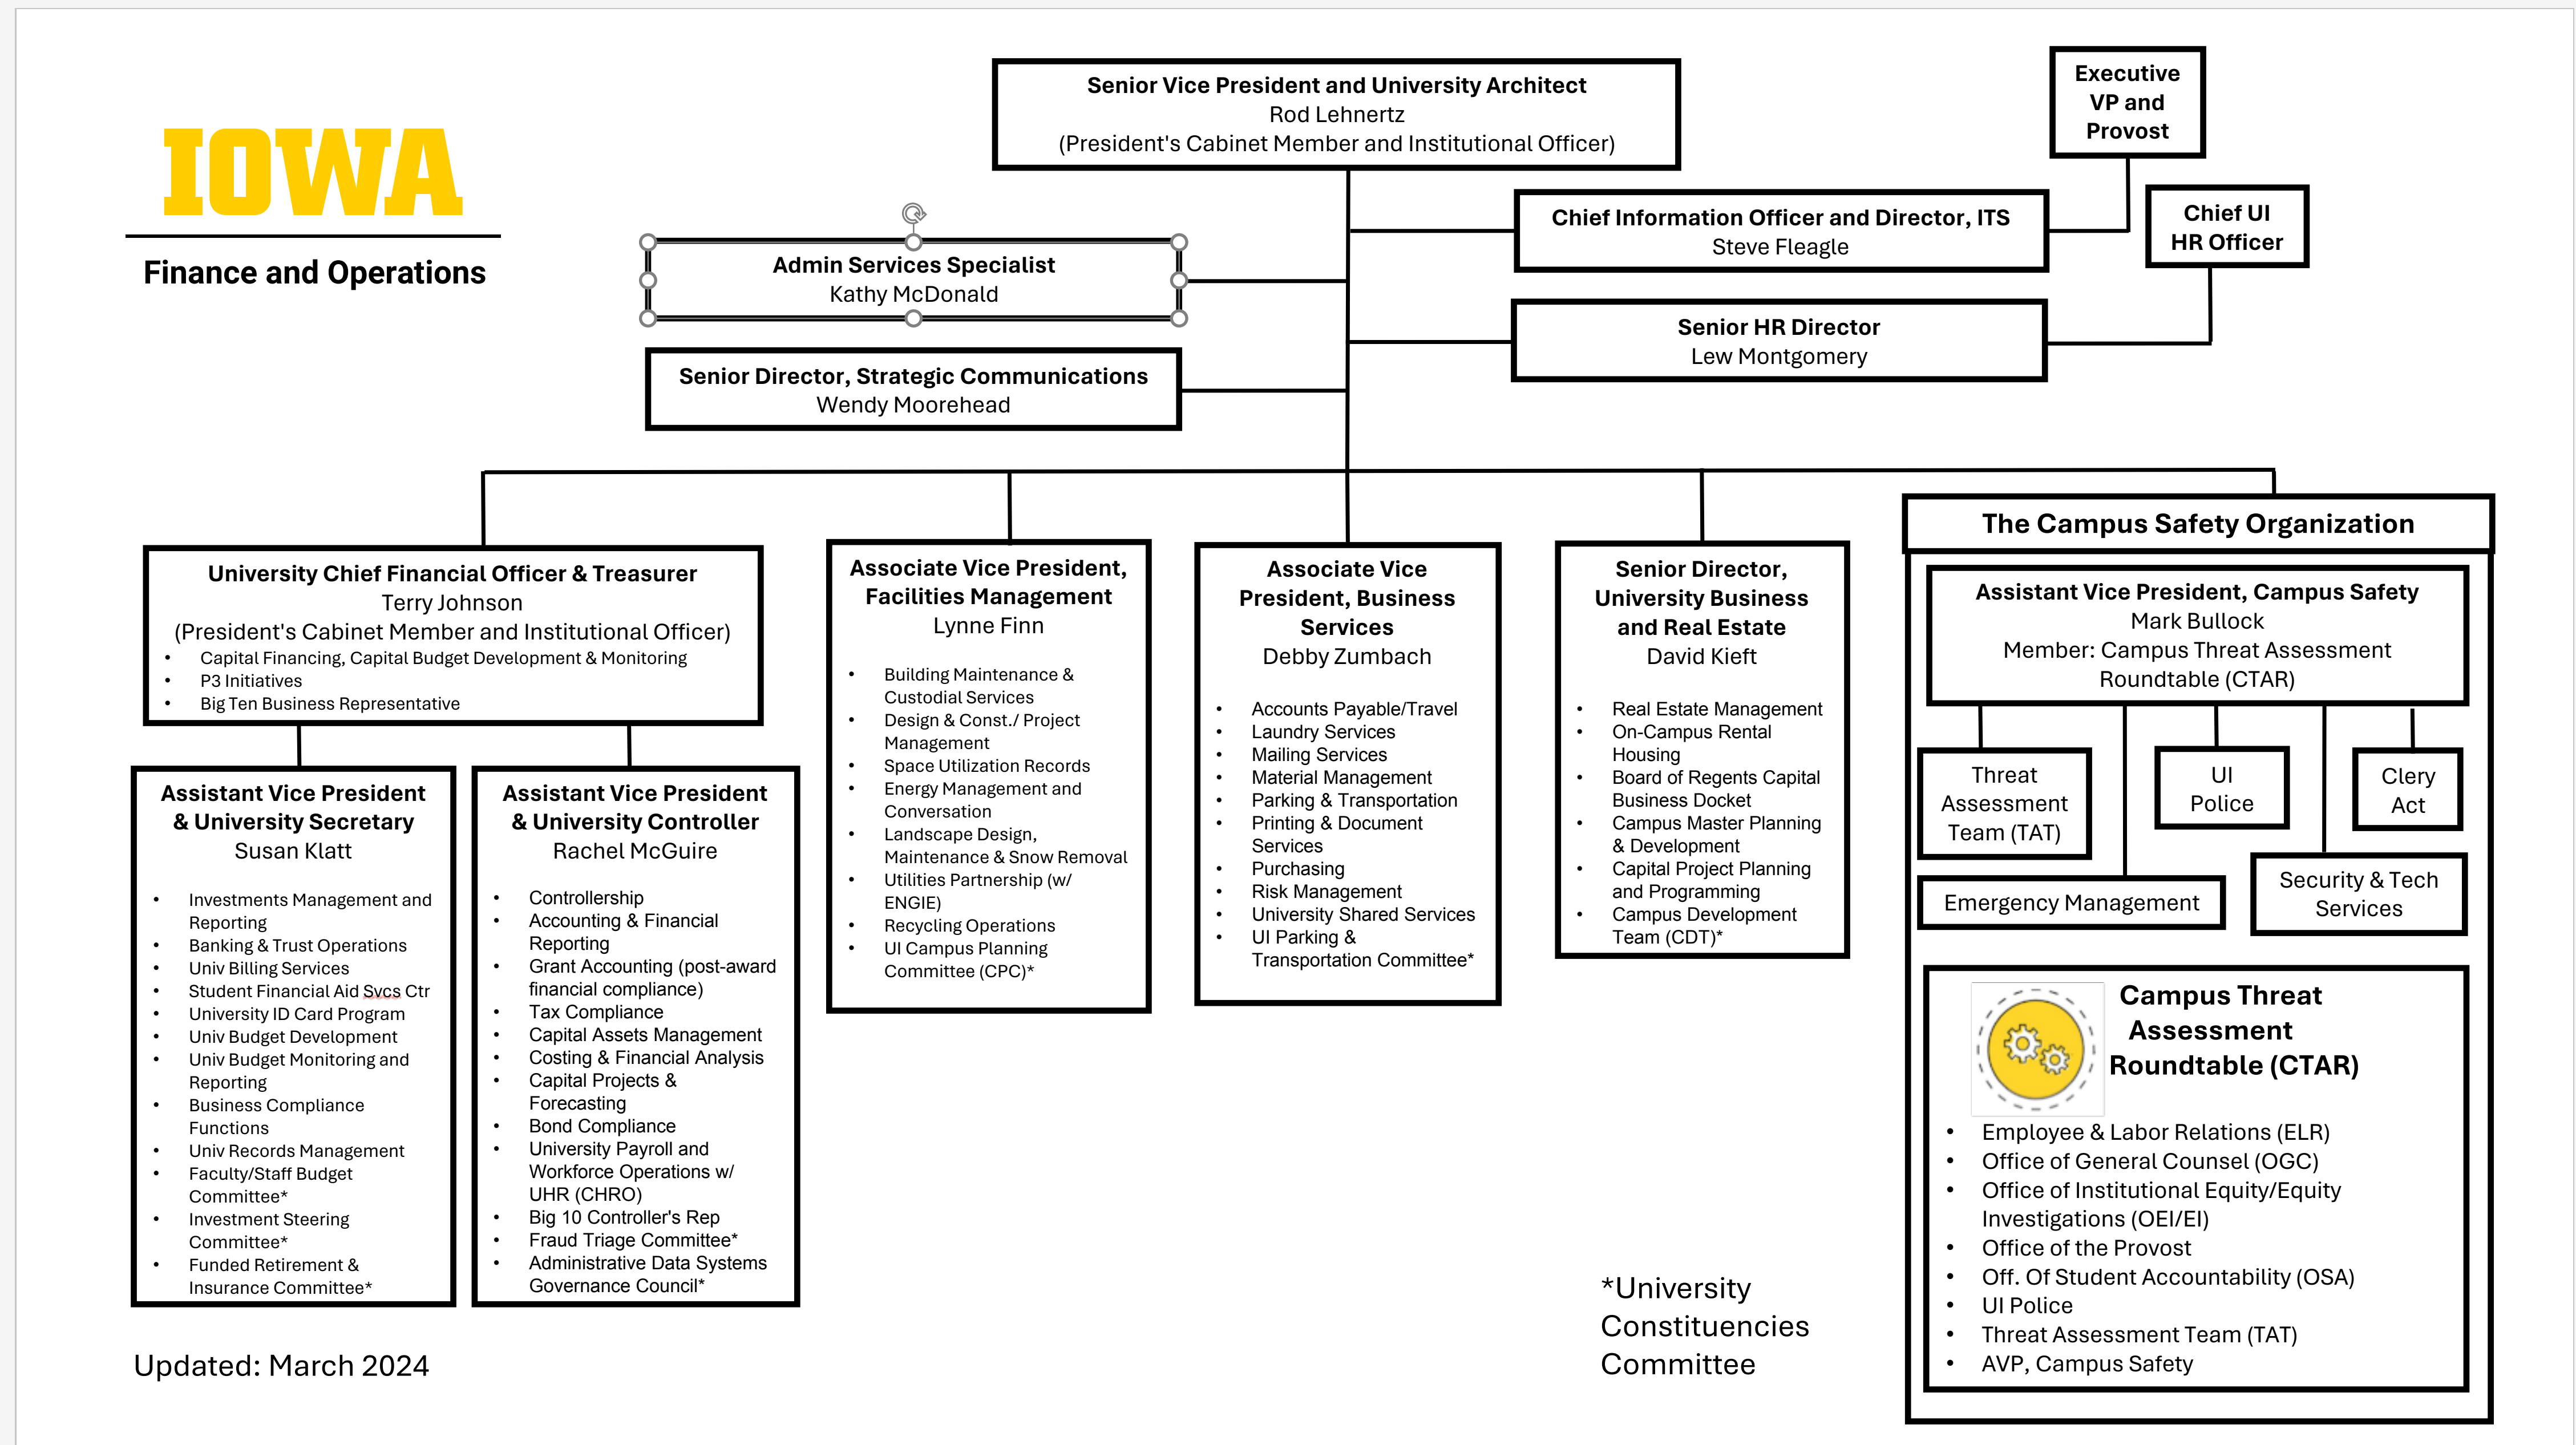 Senior Vice President and University Architect
Rod Lehnertz
(President's Cabinet Member and Institutional Officer)
Executive
VP and
Provost
IOWA
Finance and Operations
Chief Information Officer and Director, ITS
Steve Fleagle
Chief UI
HR Officer
Admin Services Specialist
Kathy McDonald
Senior HR Director
Lew Montgomery
Senior Director, Strategic Communications
Wendy Moorehead
University Chief Financial Officer & Treasurer
Terry Johnson
(President's Cabinet Member and Institutional Officer)
• Capital Financing, Capital Budget Development & Monitoring
• P3 Initiatives
• Big Ten Business Representative
Assistant Vice President
& University Secretary
Susan Klatt
• Investments Management and
Reporting
• Banking & Trust Operations
• Univ Billing Services
• Student Financial Aid Svcs Ctr
• University ID Card Program
• Univ Budget Development
• Univ Budget Monitoring and
Reporting
• Business Compliance
Functions
• Univ Records Management
• Faculty/Staff Budget
Committee*
• Investment Steering
Committee*
• Funded Retirement &
Insurance Committee*
Assistant Vice President
& University Controller
Rachel McGuire
• Controllership
• Accounting & Financial
Reporting
• Grant Accounting (post-award
financial compliance)
• Tax Compliance
• Capital Assets Management
• Costing & Financial Analysis
• Capital Projects &
Forecasting
• Bond Compliance
• University Payroll and
Workforce Operations w/
UHR (CHRO)
• Big 10 Controller's Rep
• Fraud Triage Committee*
• Administrative Data Systems
Governance Council*
Associate Vice President,
Facilities Management
Lynne Finn
• Building Maintenance &
Custodial Services
• Design & Const./ Project
Management
• Space Utilization Records
• Energy Management and
Conversation
• Landscape Design,
Maintenance & Snow Removal
• Utilities Partnership (w/
ENGIE)
• Recycling Operations
• UI Campus Planning
Committee (CPC)*
Associate Vice
President, Business
Services
Debby Zumbach
• Accounts Payable/Travel
• Laundry Services
• Mailing Services
• Material Management
• Parking & Transportation
• Printing & Document
Services
• Purchasing
• Risk Management
• University Shared Services
• UI Parking &
Transportation Committee*
Senior Director,
University Business
and Real Estate
David Kieft
• Real Estate Management
• On-Campus Rental
Housing
• Board of Regents Capital
Business Docket
• Campus Master Planning
& Development
• Capital Project Planning
and Programming
• Campus Development
Team (CDT)*
The Campus Safety Organization
Assistant Vice President, Campus Safety
Mark Bullock
Member: Campus Threat Assessment
Roundtable (CTAR)
Threat
Assessment
Team (TAT)
UI
Police
Clery
Act
Emergency Management
Security & Tech
Services
Campus Threat
Assessment
Roundtable (CTAR)
• Employee & Labor Relations (ELR)
• Office of General Counsel (OGC)
• Office of Institutional Equity/Equity
Investigations (OEI/EI)
• Office of the Provost
• Off. Of Student Accountability (OSA)
• UI Police
• Threat Assessment Team (TAT)
• AVP, Campus Safety
*University
Constituencies
Committee
Updated: March 2024